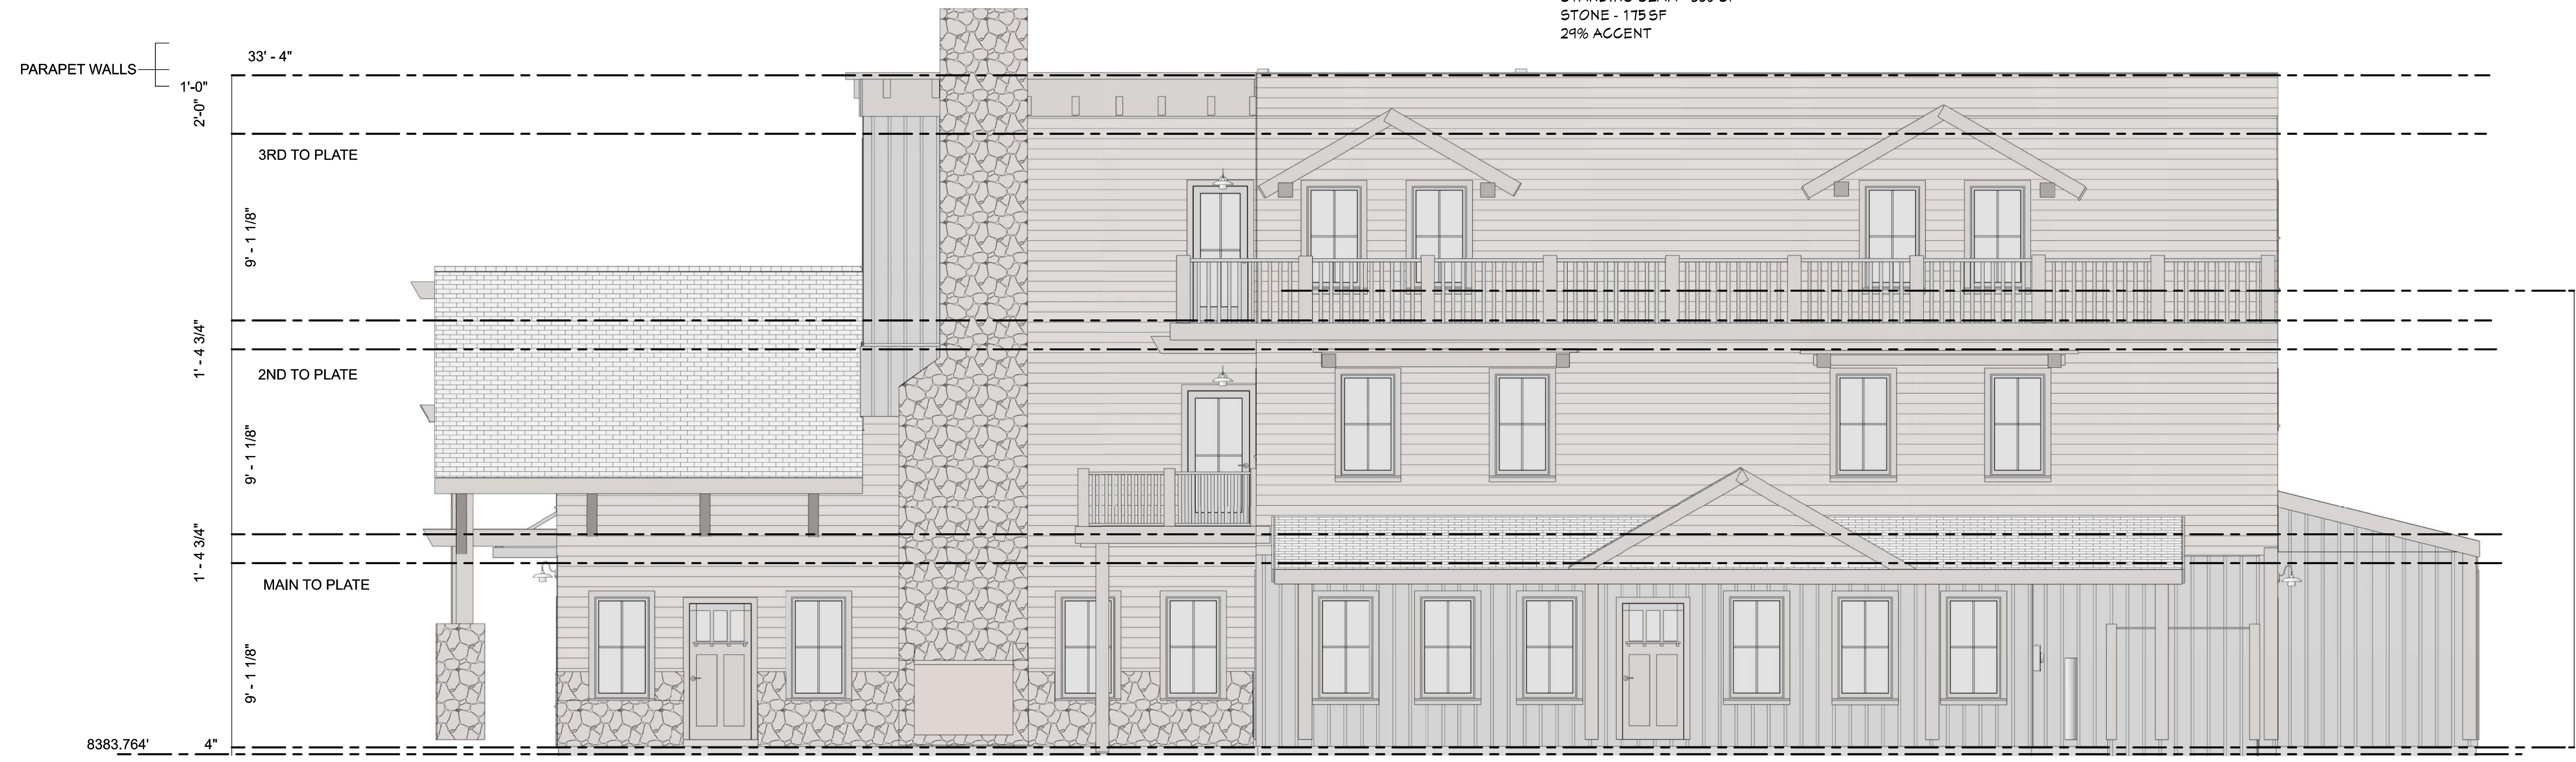 STONE - 175 SF
29% ACCENT
33' - 4"
PARAPET WALLS
1'-0"
2'-0"
3RD TO PLATE
9' - 1 1/8"
1' - 4 3/4"
2ND TO PLATE
9' - 1 1/8"
1' - 4 3/4"
MAIN TO PLATE
9' - 1 1/8"
8383.764'
4"